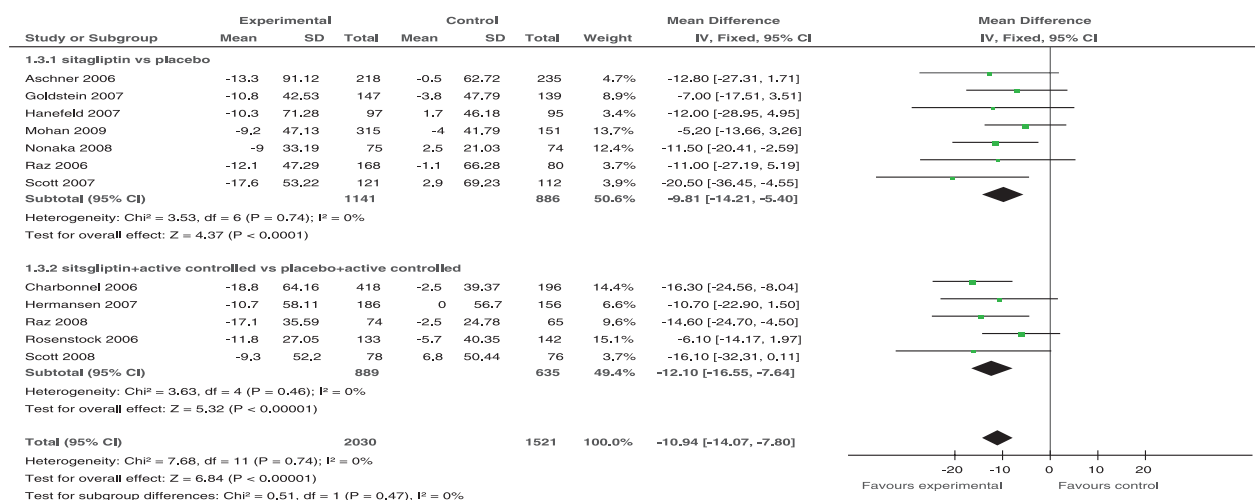 Experimental Control Mean Difference Mean Difference
Study or Subgroup Mean SD Total Mean SD Total Weight IV, Fixed, 95% CI IV, Fixed, 95% CI
1.3.1 sitagliptin vs placebo
Aschner 2006 -13.3 91.12 218 -0.5 62.72 235 4.7% -12.80 [-27.31, 1.71]
Goldstein 2007 -10.8 42.53 147 -3.8 47.79 139 8.9% -7.00 [-17.51, 3.51]
Hanefeld 2007 -10.3 71.28 97 1.7 46.18 95 3.4% -12.00 [-28.95, 4.95]
Mohan 2009 -9.2 47.13 315 -4 41.79 151 13.7% -5.20 [-13.66, 3.26]
Nonaka 2008 -9 33.19 75 2.5 21.03 74 12.4% -11.50 [-20.41, -2.59]
Raz 2006 -12.1 47.29 168 -1.1 66.28 80 3.7% -11.00 [-27.19, 5.19]
Scott 2007 -17.6 53.22 121 2.9 69.23 112 3.9% -20.50 [-36.45, -4.55]
Subtotal (95% CI) 1141 886 50.6% -9.81 [-14.21, -5.40]
Heterogeneity: Chi² = 3.53, df = 6 (P = 0.74); I² = 0%
Test for overall effect: Z = 4.37 (P < 0.0001)
1.3.2 sitsgliptin+active controlled vs placebo+active controlled
Charbonnel 2006 -18.8 64.16 418 -2.5 39.37 196 14.4% -16.30 [-24.56, -8.04]
Hermansen 2007 -10.7 58.11 186 0 56.7 156 6.6% -10.70 [-22.90, 1.50]
Raz 2008 -17.1 35.59 74 -2.5 24.78 65 9.6% -14.60 [-24.70, -4.50]
Rosenstock 2006 -11.8 27.05 133 -5.7 40.35 142 15.1% -6.10 [-14.17, 1.97]
Scott 2008 -9.3 52.2 78 6.8 50.44 76 3.7% -16.10 [-32.31, 0.11]
Subtotal (95% CI) 889 635 49.4% -12.10 [-16.55, -7.64]
Heterogeneity: Chi² = 3.63, df = 4 (P = 0.46); I² = 0%
Test for overall effect: Z = 5.32 (P < 0.00001)
Total (95% CI) 2030 1521 100.0% -10.94 [-14.07, -7.80]
Heterogeneity: Chi² = 7.68, df = 11 (P = 0.74); I² = 0%
Test for overall effect: Z = 6.84 (P < 0.00001)
Test for subgroup differences: Chi² = 0.51, df = 1 (P = 0.47), I² = 0%
-20 -10 0 10 20
Favours experimental Favours control